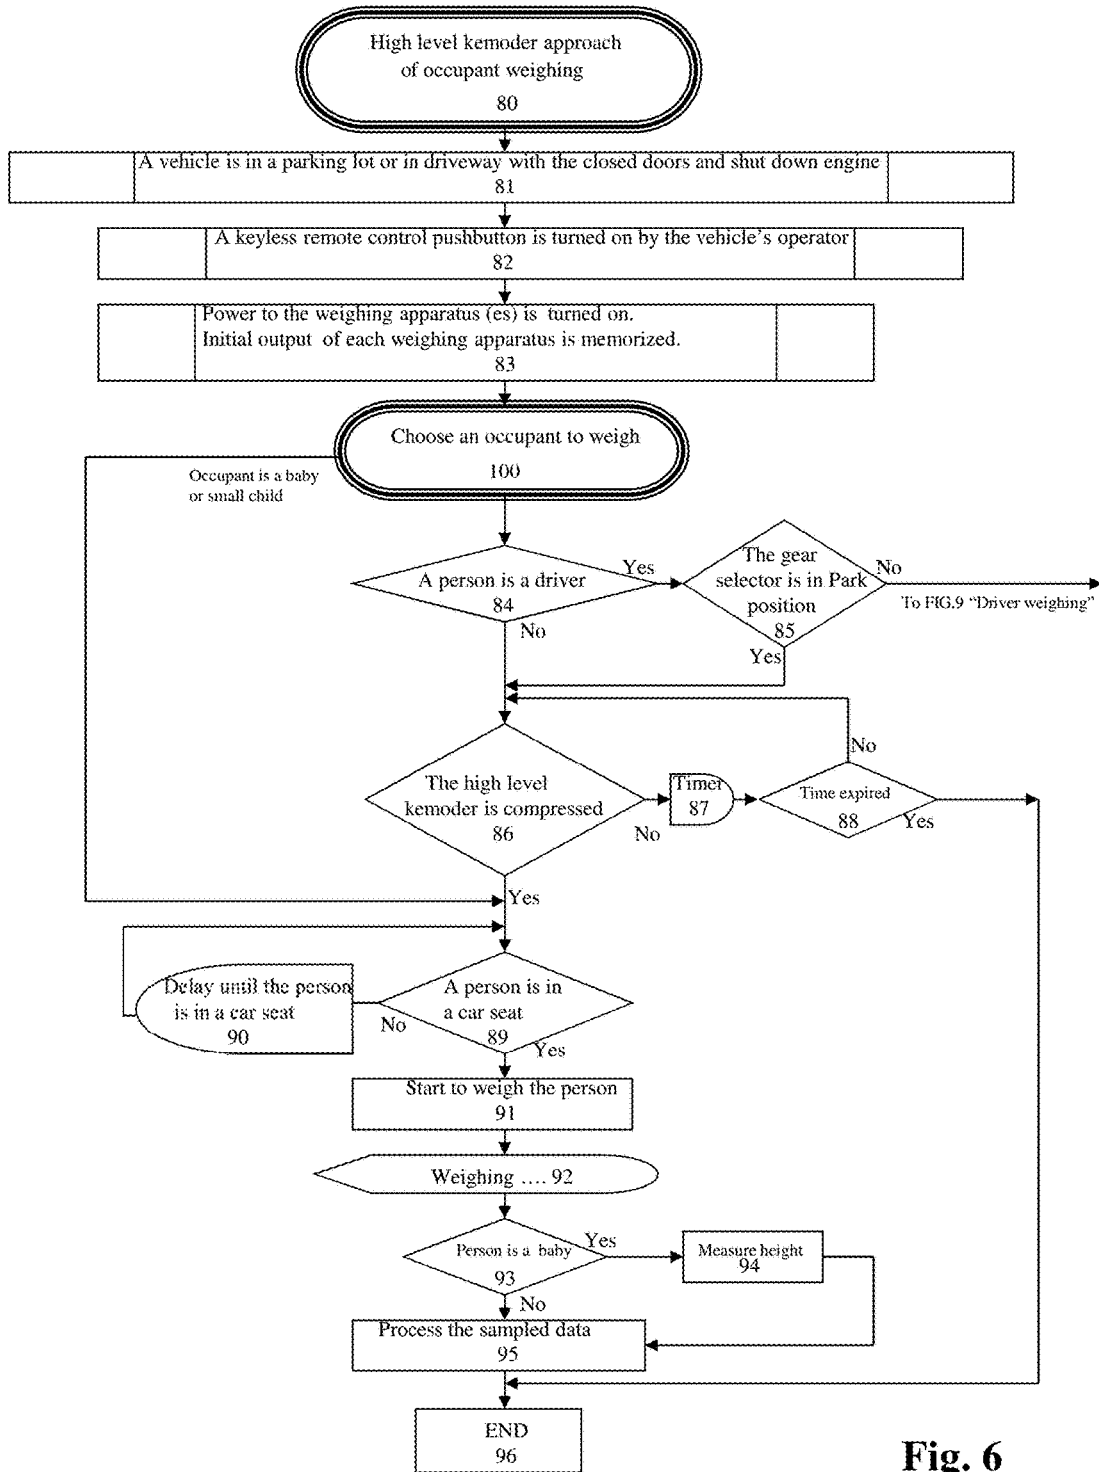 High level kemoder approach
of occupant weighing
80
A vehicle is in a parking lot or in driveway with the closed doors and shut down engine
81
A keyless remote control pushbutton is turned on by the vehicle's operator
82
Power to the weighing apparatus (es) is turned on.
Initial output of each weighing apparatus is memorized.
83
Choose an occupant to weigh
100
Occupant is a baby
or small child
A person is a driver
84
Yes
No
The gear
selector is in Park
position
85
No
To FIG.9 “Driver weighing”
Yes
The high level
kemoder is compressed
86
No
Timer
87
Time expired
88
No
Yes
Yes
Delay until the person
is in a car seat
90
A person is in
a car seat
89
No
Yes
Start to weigh the person
91
Weighing .... 92
Person is a baby
93
Yes
Measure height
94
No
Process the sampled data
95
END
96
Fig. 6